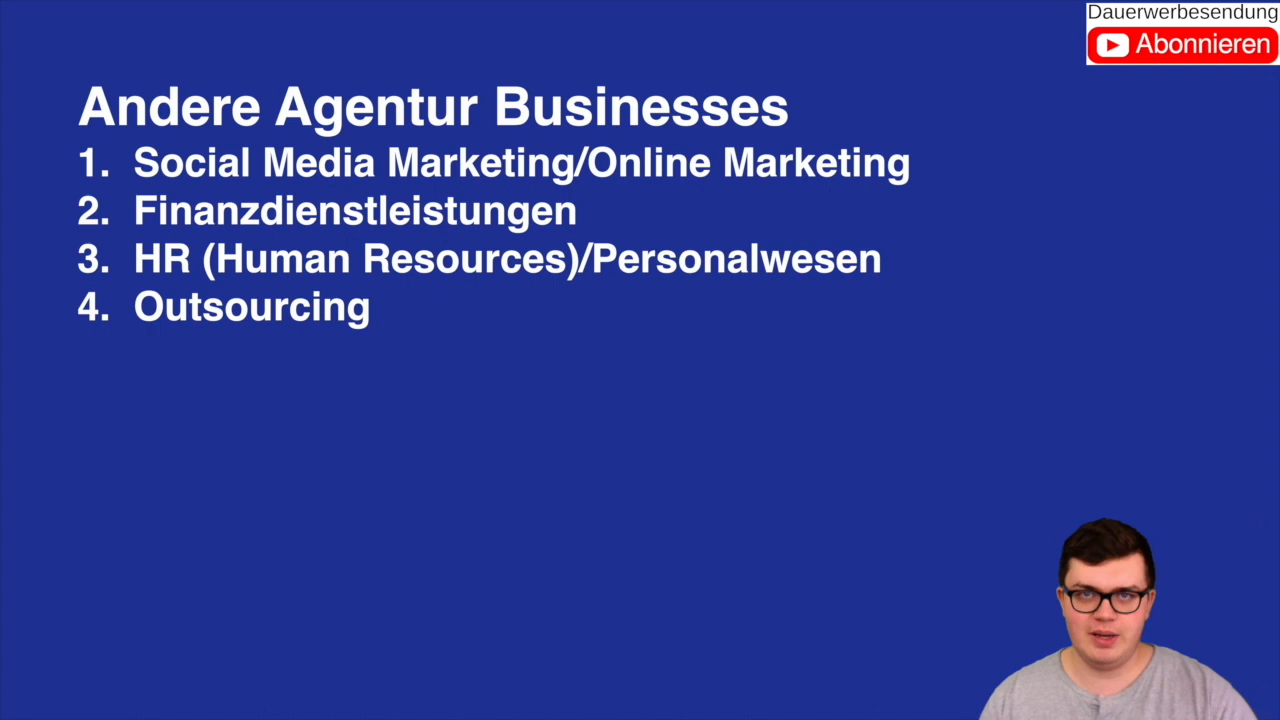 Dauerwerbesendung
Abonnieren
Andere Agentur Businesses
1. Social Media Marketing/Online Marketing
2. Finanzdienstleistungen
3. HR (Human Resources)/Personalwesen
4. Outsourcing